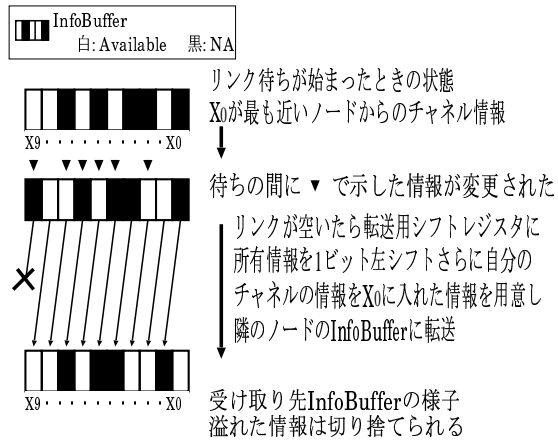 InfoBuffer
白: Available 黒: NA
リンク待ちが始まったときの状態
X0が最も近いノードからのチャネル情報
X9 · · · · · · · · X0
待ちの間に ▼ で示した情報が変更された
リンクが空いたら転送用シフトレジスタに
所有情報を1ビット左シフトさらに自分の
チャネルの情報をX0に入れた情報を用意し
隣のノードのInfoBufferに転送
X9 · · · · · · · · X0
受け取り先InfoBufferの様子
溢れた情報は切り捨てられる